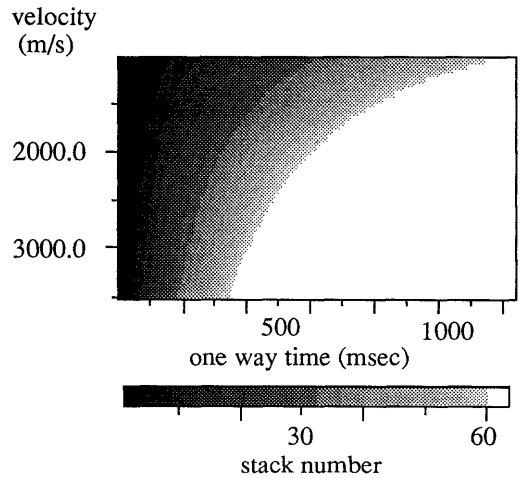 velocity
(m/s)
2000.0
3000.0
500 1000
one way time (msec)
30 60
stack number